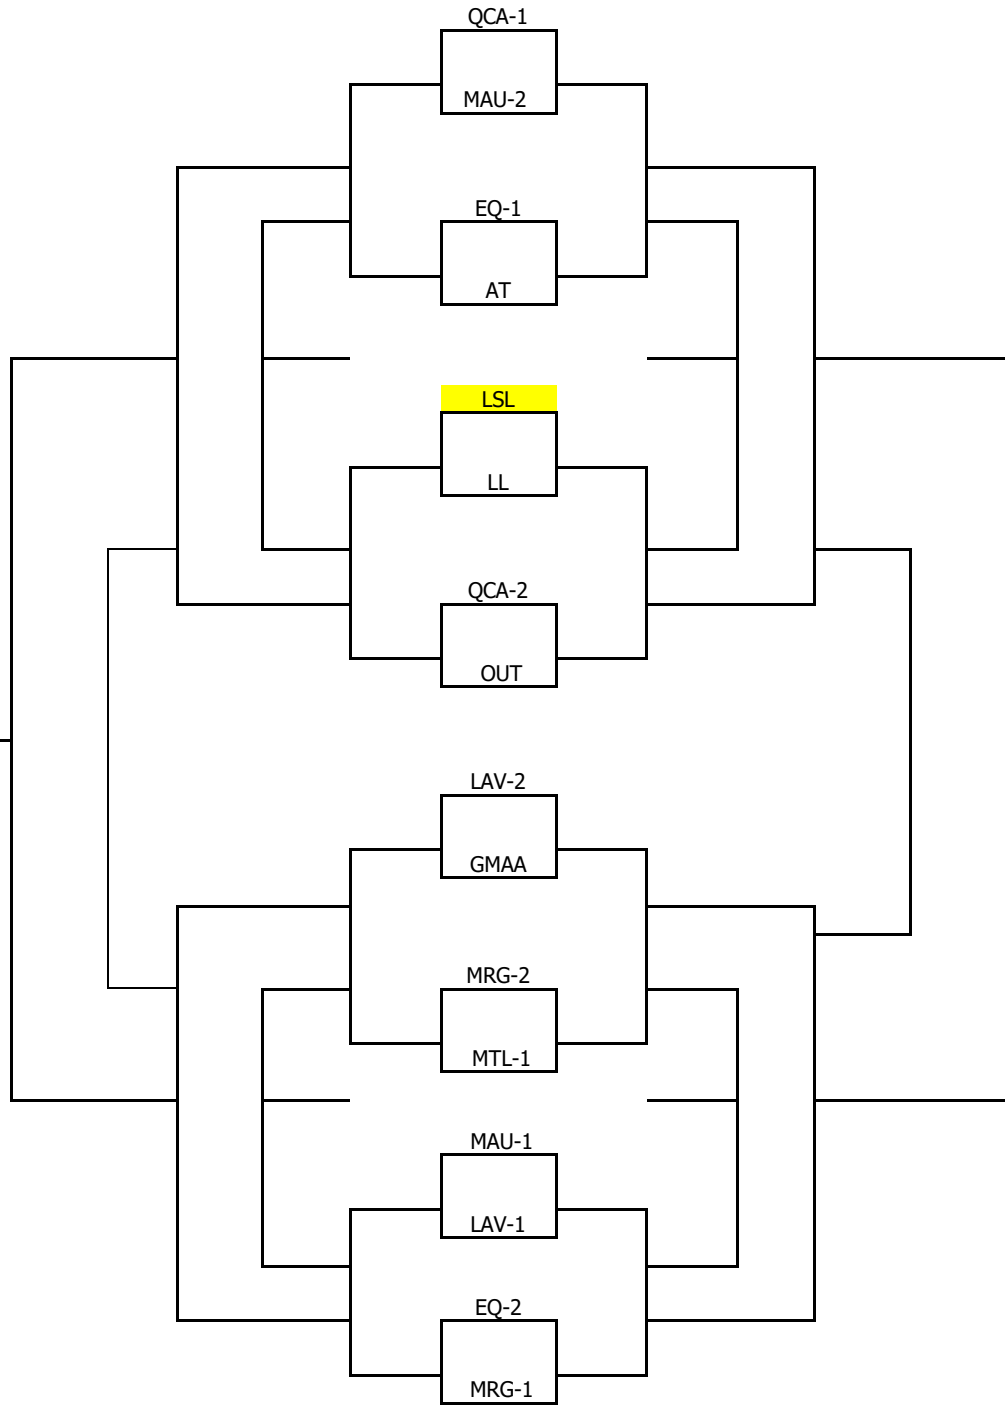 QCA-1
MAU-2
EQ-1
AT
LSL
LL
QCA-2
OUT
LAV-2
GMAA
MRG-2
MTL-1
MAU-1
LAV-1
EQ-2
MRG-1